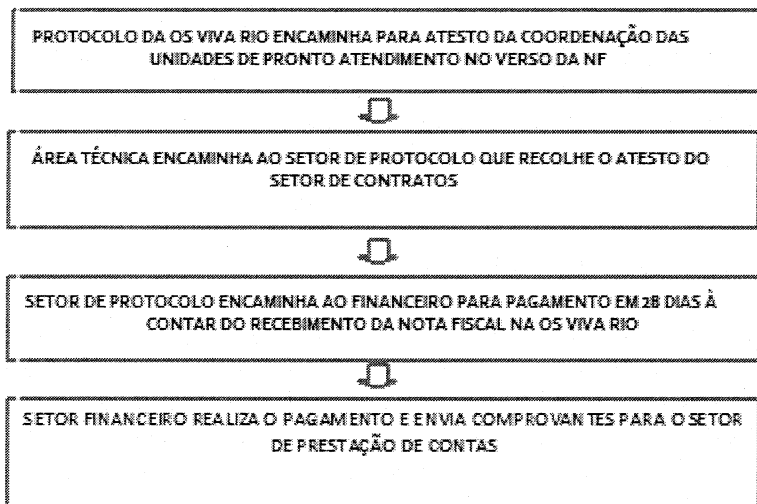 PROTOCOLO DA OS VIVA RIO ENCAMINHA PARA ATESTO DA COORDENAÇÃO DAS
UNIDADES DE PRONTO ATENDIMENTO NO VERSO DA NF
ÁREA TÉCNICA ENCAMINHA AO SETOR DE PROTOCOLO QUE RECOLHE O ATESTO DO
SETOR DE CONTRATOS
SETOR DE PROTOCOLO ENCAMINHA AO FINANCEIRO PARA PAGAMENTO EM 28 DIAS À
CONTAR DO RECEBIMENTO DA NOTA FISCAL NA OS VIVA RIO
SETOR FINANCEIRO REALIZA O PAGAMENTO E ENVIA COMPROVANTES PARA O SETOR
DE PRESTAÇÃO DE CONTAS